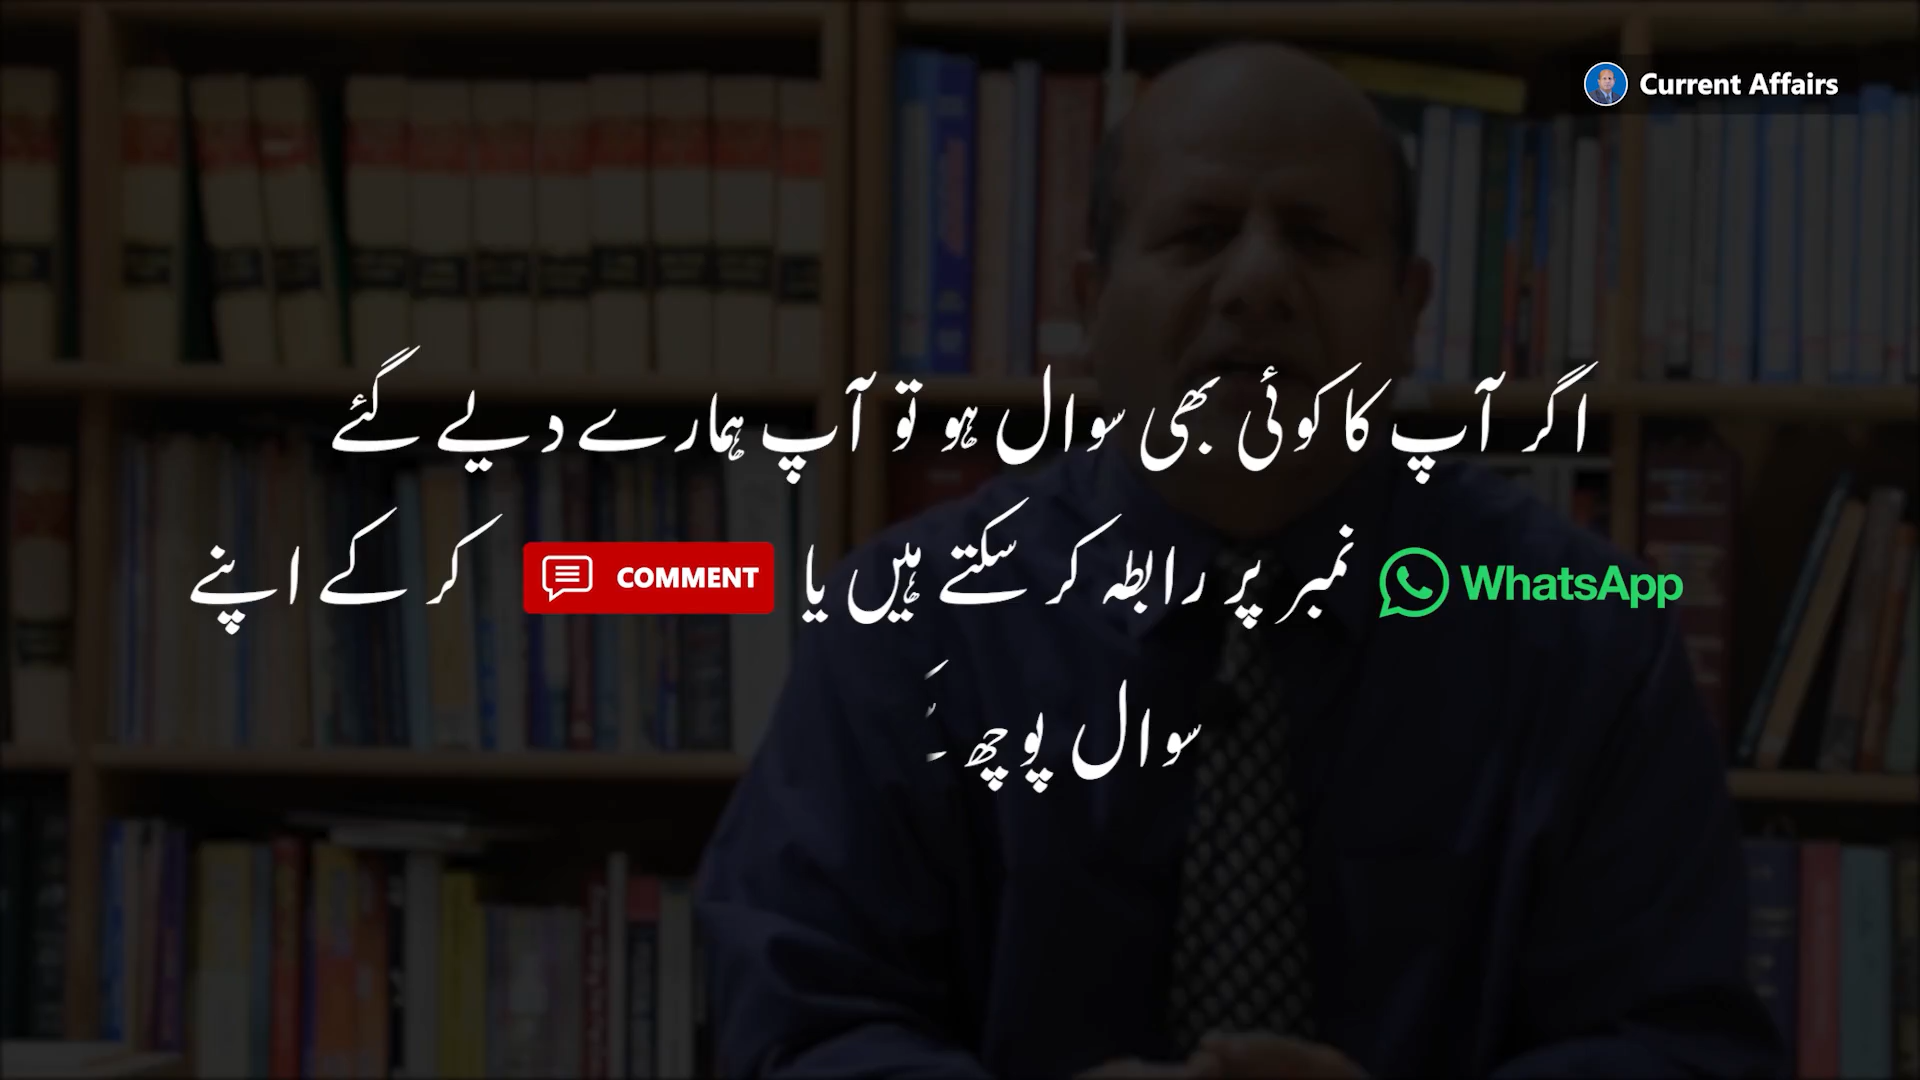 Current Affairs
اگر آپ کا کوئی بھی سوال ہو تو آپ ہمارے دیے گئے
WhatsApp نمبر پر رابطہ کر سکتے ہیں یا COMMENT کر کے اپنے
سوال پوچھ